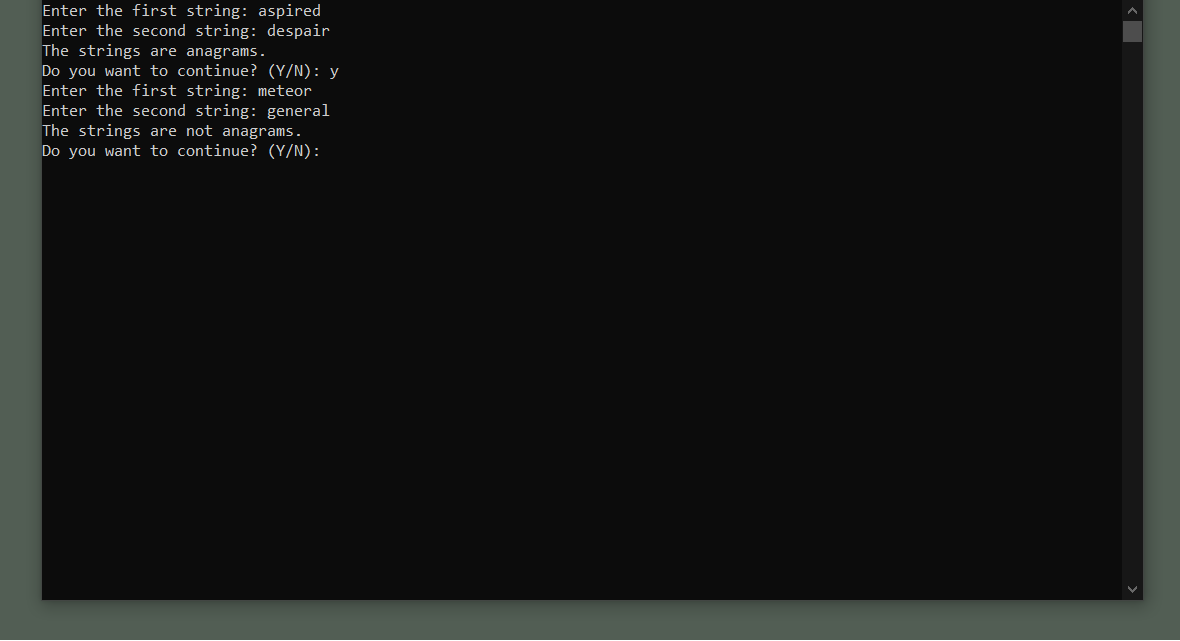 Enter the first string: aspired
Enter the second string: despair
The strings are anagrams.
Do you want to continue? (Y/N): y
Enter the first string: meteor
Enter the second string: general
The strings are not anagrams.
Do you want to continue? (Y/N):